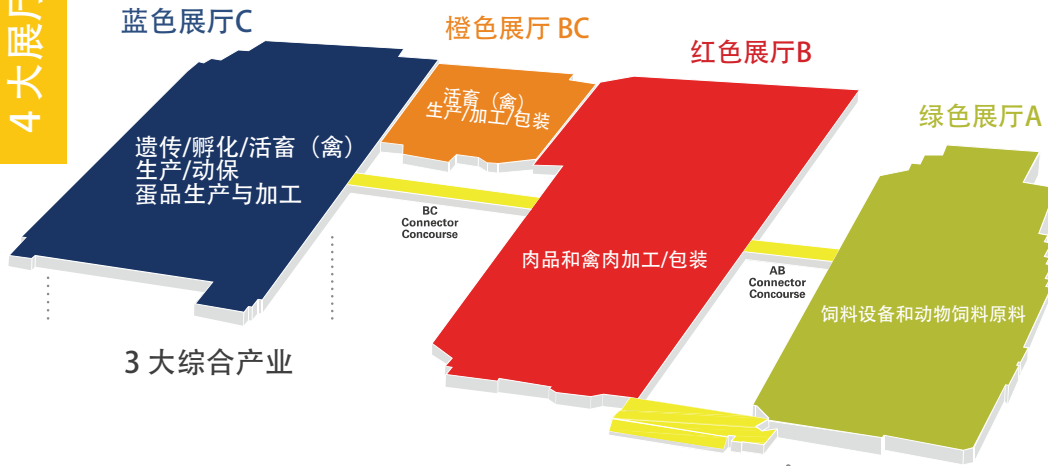 4 大展厅
蓝色展厅C
橙色展厅 BC
红色展厅B
绿色展厅A
遗传/孵化/活畜（禽）
生产/动保
蛋品生产与加工
活畜（禽）
生产/加工/包装
BC
Connector
Concourse
肉品和禽肉加工/包装
AB
Connector
Concourse
饲料设备和动物饲料原料
3 大综合产业